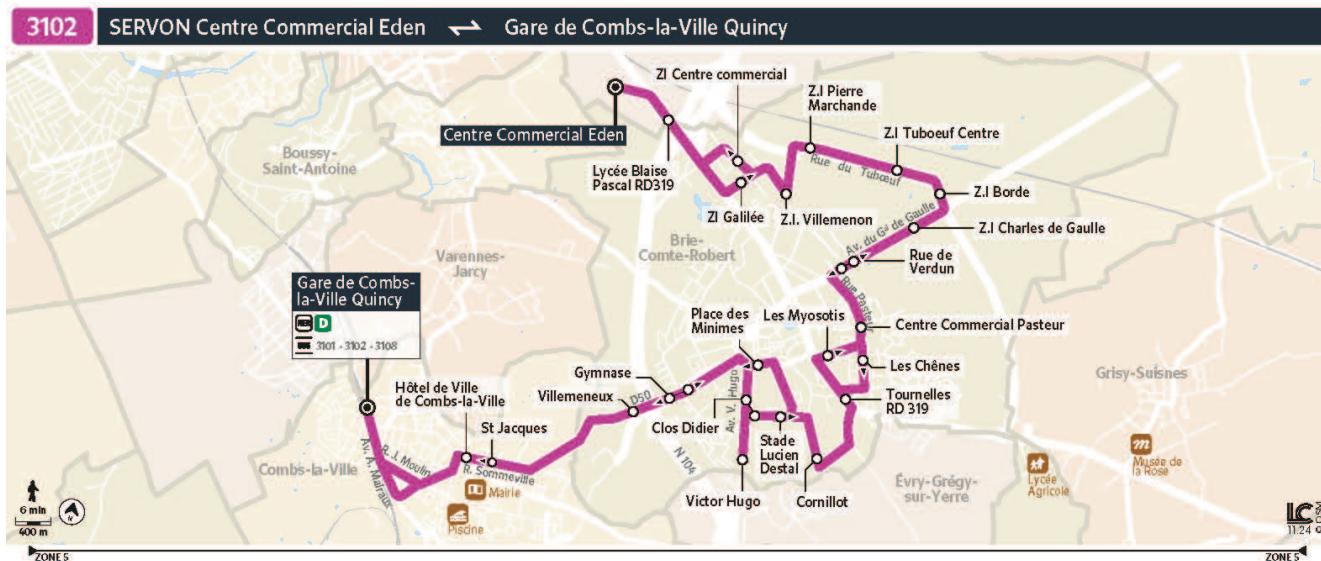 3102 SERVON Centre Commercial Eden Gare de Combs-la-Ville Quincy
ZI Centre commercial
Z.I Pierre
Marchande
Centre Commercial Eden
Z.I Tuboeuf Centre
Boussy-
Saint-Antoine
Lycée Blaise
Pascal RD319
Rue du Tubœuf
Z.I Borde
ZI Galilée
Z.I. Villemenon
Av. du Gal de Gaulle
Z.I Charles de Gaulle
Brie-
Comte-Robert
Varennes-
Jarcy
Rue de
Verdun
Gare de Combs-
la-Ville Quincy
RER D
BUS 3101 - 3102 - 3108
Rue Pasteur
Place des
Minimes
Les Myosotis
Centre Commercial Pasteur
Les Chênes
Grisy-Suisnes
Gymnase
Hôtel de Ville
de Combs-la-Ville
Villemeneux
D50
Av. V. Hugo
Tournelles
RD 319
St Jacques
Clos Didier
Stade
Lucien
Destal
R. J. Moulin
Av. A. Malraux
R. Sommeville
N 104
Combs-la-Ville
Musée de
la Rose
Lycée
Agricole
Évry-Grégy-
sur-Yerre
Mairie
Victor Hugo
Cornillot
Piscine
6 min
400 m
N
LC
11.24
© DSM
ZONE 5
ZONE 5